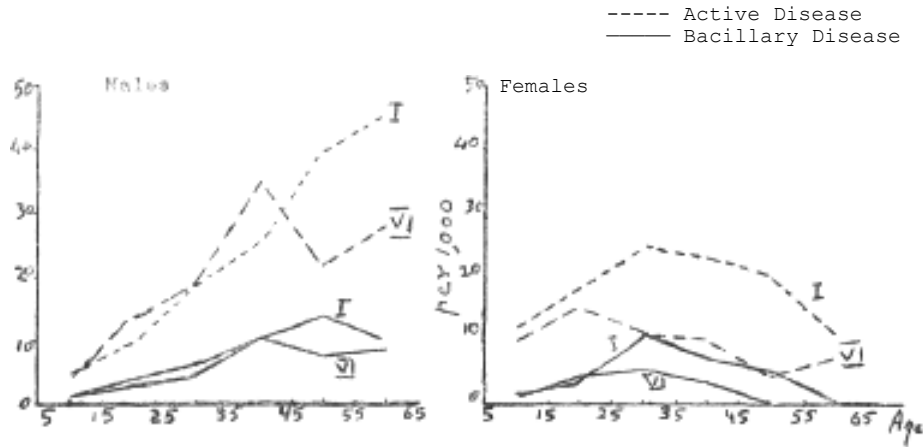 Active Disease
Bacillary Disease
Males
Females
50
40
30
20
10
0
5 15 25 35 45 55 65
I
VI
I
VI
per 1,000
50
40
30
20
10
0
5 15 25 35 45 55 65 Age
I
VI
I
VI